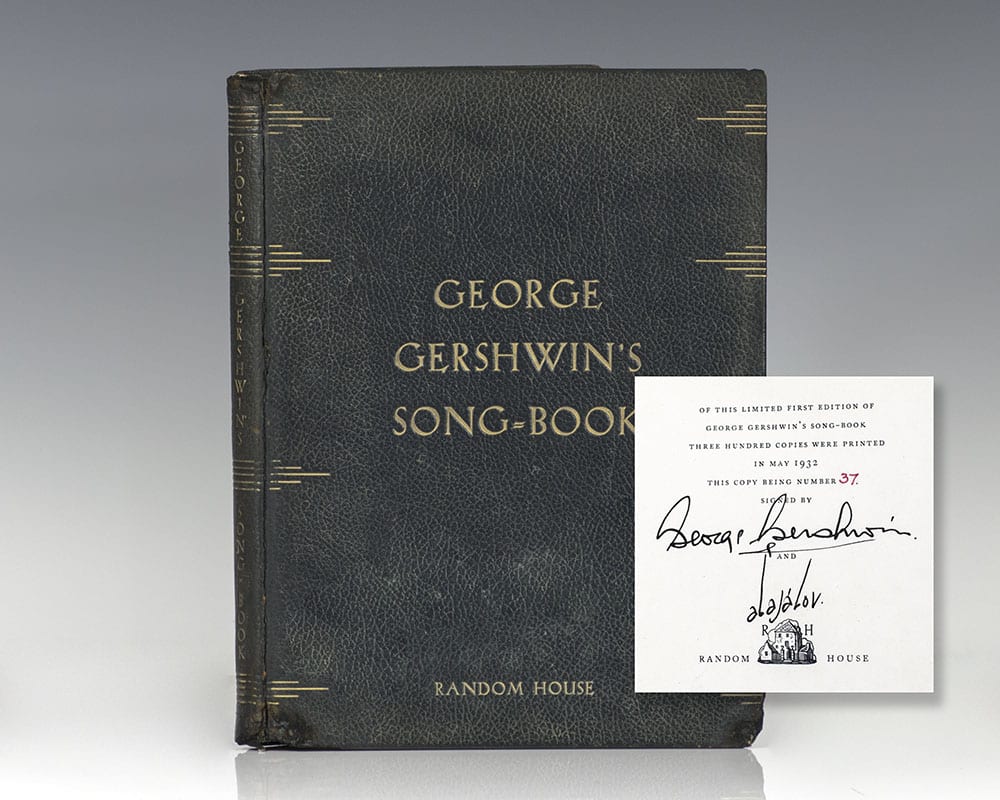 GEORGE GERSHWIN'S SONG-BOOK
GEORGE
GERSHWIN'S
SONG-BOOK
RANDOM HOUSE
OF THIS LIMITED FIRST EDITION OF
GEORGE GERSHWIN'S SONG-BOOK
THREE HUNDRED COPIES WERE PRINTED
IN MAY 1932
THIS COPY BEING NUMBER 37.
SIGNED BY
George Gershwin.
AND
alajálov.
R H
RANDOM HOUSE